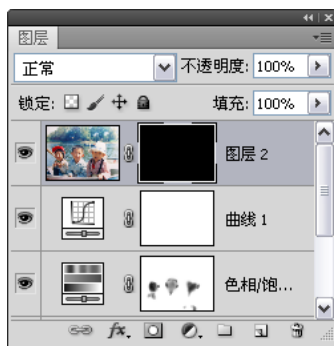 图层
正常 不透明度: 100%
锁定: 填充: 100%
图层 2
曲线 1
色相/饱...
fx.